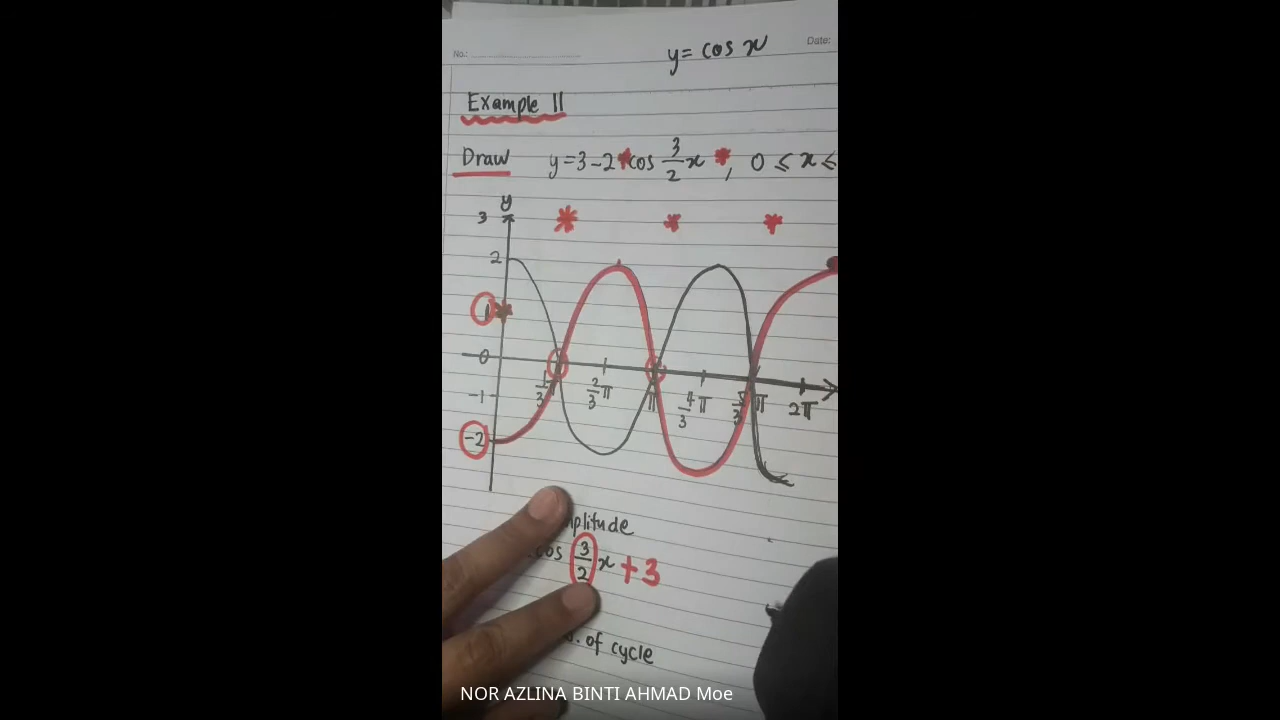 No.:
y = cos x
Date:
Example 11
Draw y = 3 - 2 cos 3/2 x, 0 ≤ x ≤
y
3
2
1
0
1/3 π 2/3 π π 4/3 π 5/3 π 2π
-1
-2
mplitude
cos 3/2 x + 3
. of cycle
NOR AZLINA BINTI AHMAD Moe